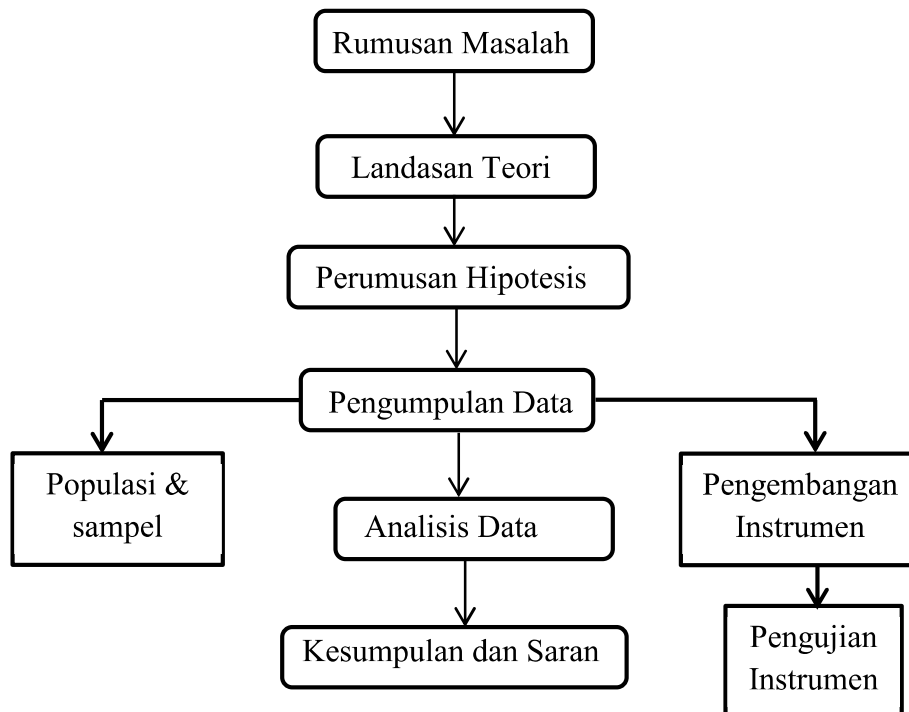 Rumusan Masalah
Landasan Teori
Perumusan Hipotesis
Pengumpulan Data
Populasi &
sampel
Pengembangan
Instrumen
Analisis Data
Pengujian
Instrumen
Kesumpulan dan Saran